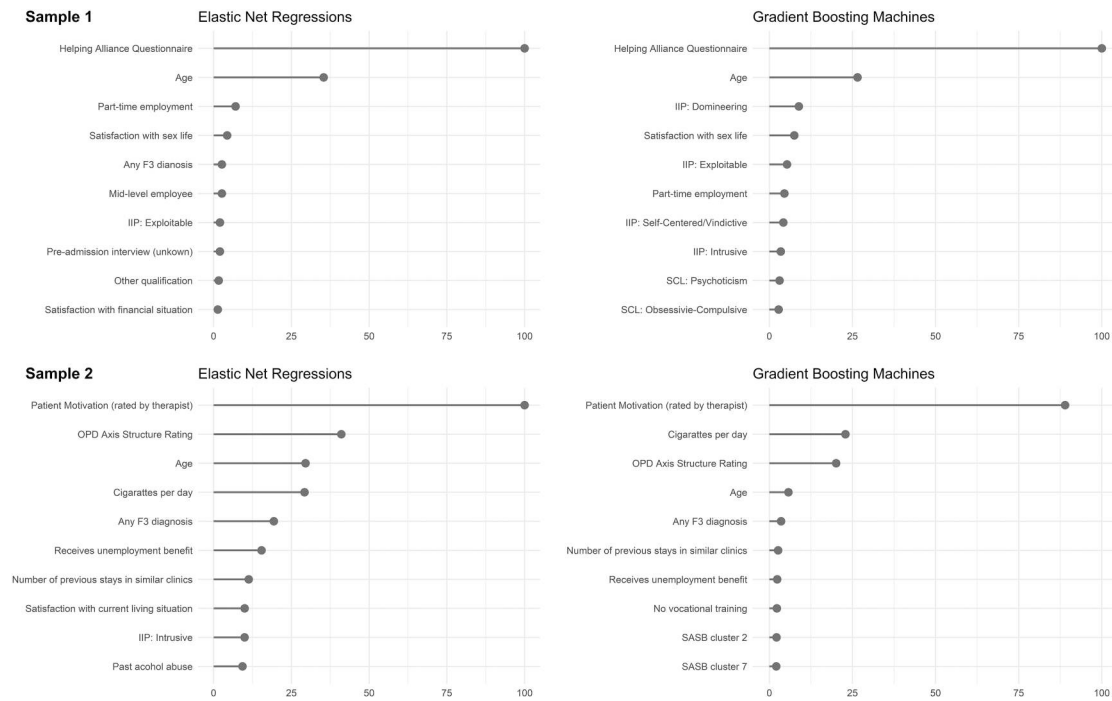 Sample 1
Elastic Net Regressions
Helping Alliance Questionnaire
Age
Part-time employment
Satisfaction with sex life
Any F3 dianosis
Mid-level employee
IIP: Exploitable
Pre-admission interview (unkown)
Other qualification
Satisfaction with financial situation
0 25 50 75 100
Gradient Boosting Machines
Helping Alliance Questionnaire
Age
IIP: Domineering
Satisfaction with sex life
IIP: Exploitable
Part-time employment
IIP: Self-Centered/Vindictive
IIP: Intrusive
SCL: Psychoticism
SCL: Obsessivie-Compulsive
0 25 50 75 100
Sample 2
Elastic Net Regressions
Patient Motivation (rated by therapist)
OPD Axis Structure Rating
Age
Cigarattes per day
Any F3 diagnosis
Receives unemployment benefit
Number of previous stays in similar clinics
Satisfaction with current living situation
IIP: Intrusive
Past acohol abuse
0 25 50 75 100
Gradient Boosting Machines
Patient Motivation (rated by therapist)
Cigarattes per day
OPD Axis Structure Rating
Age
Any F3 diagnosis
Number of previous stays in similar clinics
Receives unemployment benefit
No vocational training
SASB cluster 2
SASB cluster 7
0 25 50 75 100